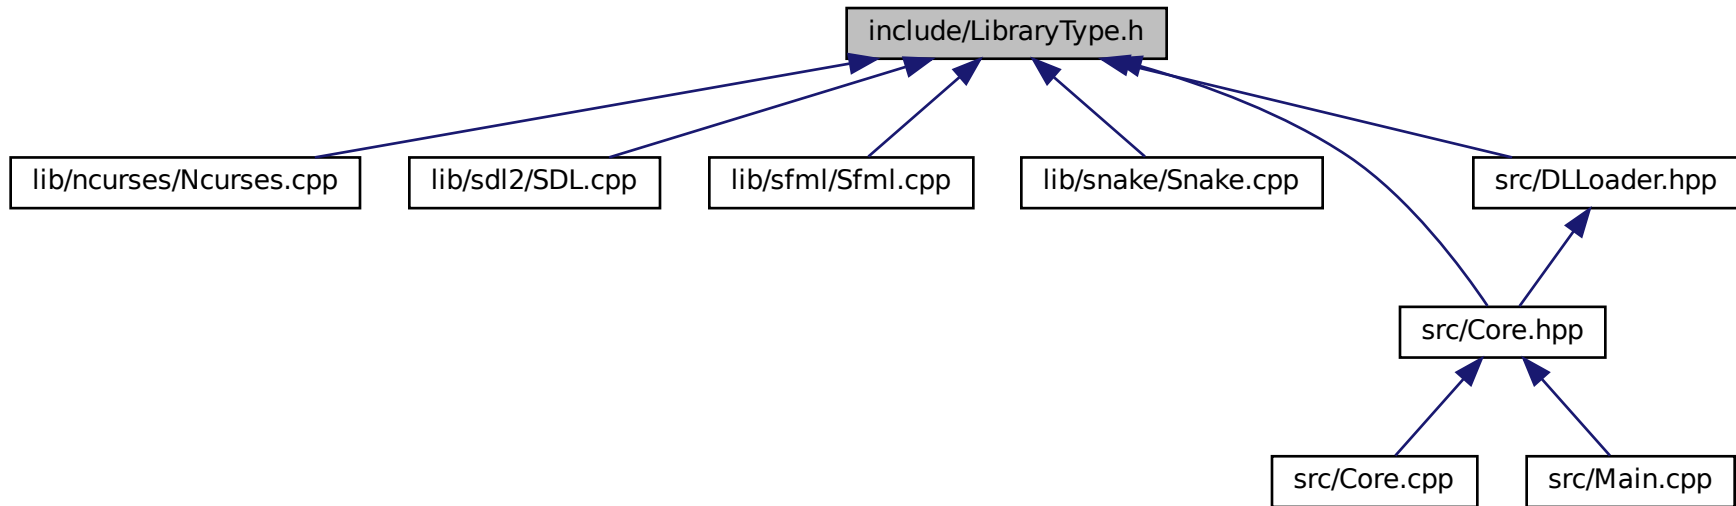 include/LibraryType.h
lib/ncurses/Ncurses.cpp
lib/sdl2/SDL.cpp
lib/sfml/Sfml.cpp
lib/snake/Snake.cpp
src/DLLoader.hpp
src/Core.hpp
src/Core.cpp
src/Main.cpp